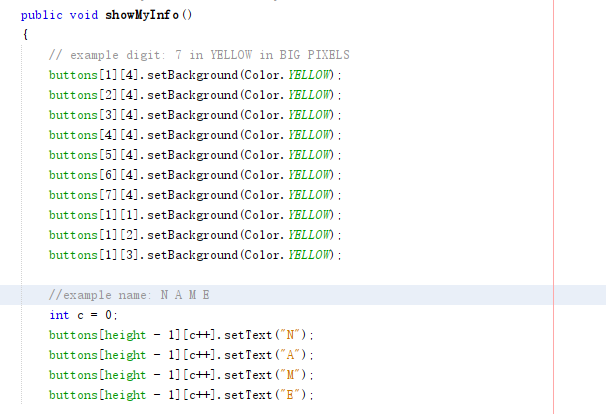 public void showMyInfo()
{
// example digit: 7 in YELLOW in BIG PIXELS
buttons[1][4].setBackground(Color.YELLOW);
buttons[2][4].setBackground(Color.YELLOW);
buttons[3][4].setBackground(Color.YELLOW);
buttons[4][4].setBackground(Color.YELLOW);
buttons[5][4].setBackground(Color.YELLOW);
buttons[6][4].setBackground(Color.YELLOW);
buttons[7][4].setBackground(Color.YELLOW);
buttons[1][1].setBackground(Color.YELLOW);
buttons[1][2].setBackground(Color.YELLOW);
buttons[1][3].setBackground(Color.YELLOW);
//example name: N A M E
int c = 0;
buttons[height - 1][c++].setText("N");
buttons[height - 1][c++].setText("A");
buttons[height - 1][c++].setText("M");
buttons[height - 1][c++].setText("E");